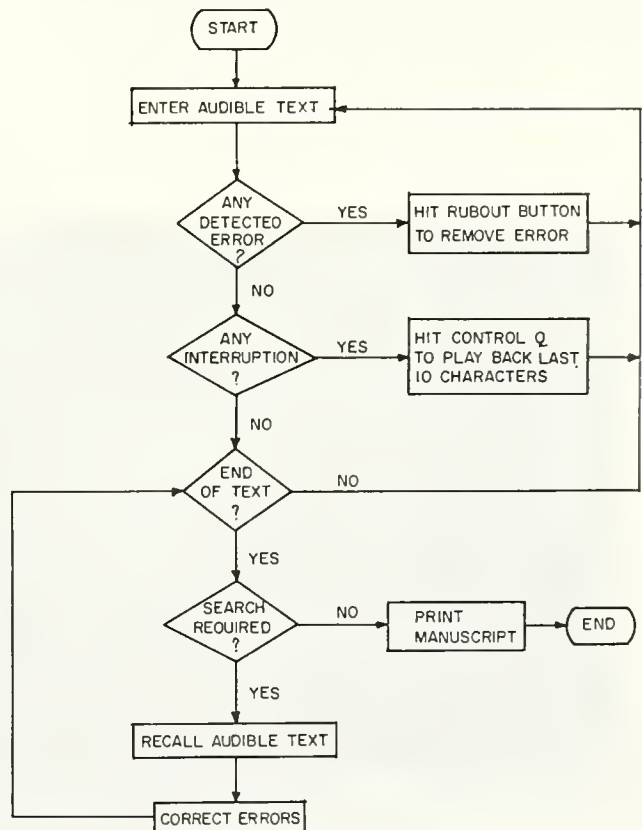 START
ENTER AUDIBLE TEXT
ANY
DETECTED
ERROR
?
YES
HIT RUBOUT BUTTON
TO REMOVE ERROR
NO
ANY
INTERRUPTION
?
YES
HIT CONTROL Q
TO PLAY BACK LAST
10 CHARACTERS
NO
END
OF TEXT
?
NO
YES
SEARCH
REQUIRED
?
NO
PRINT
MANUSCRIPT
END
YES
RECALL AUDIBLE TEXT
CORRECT ERRORS